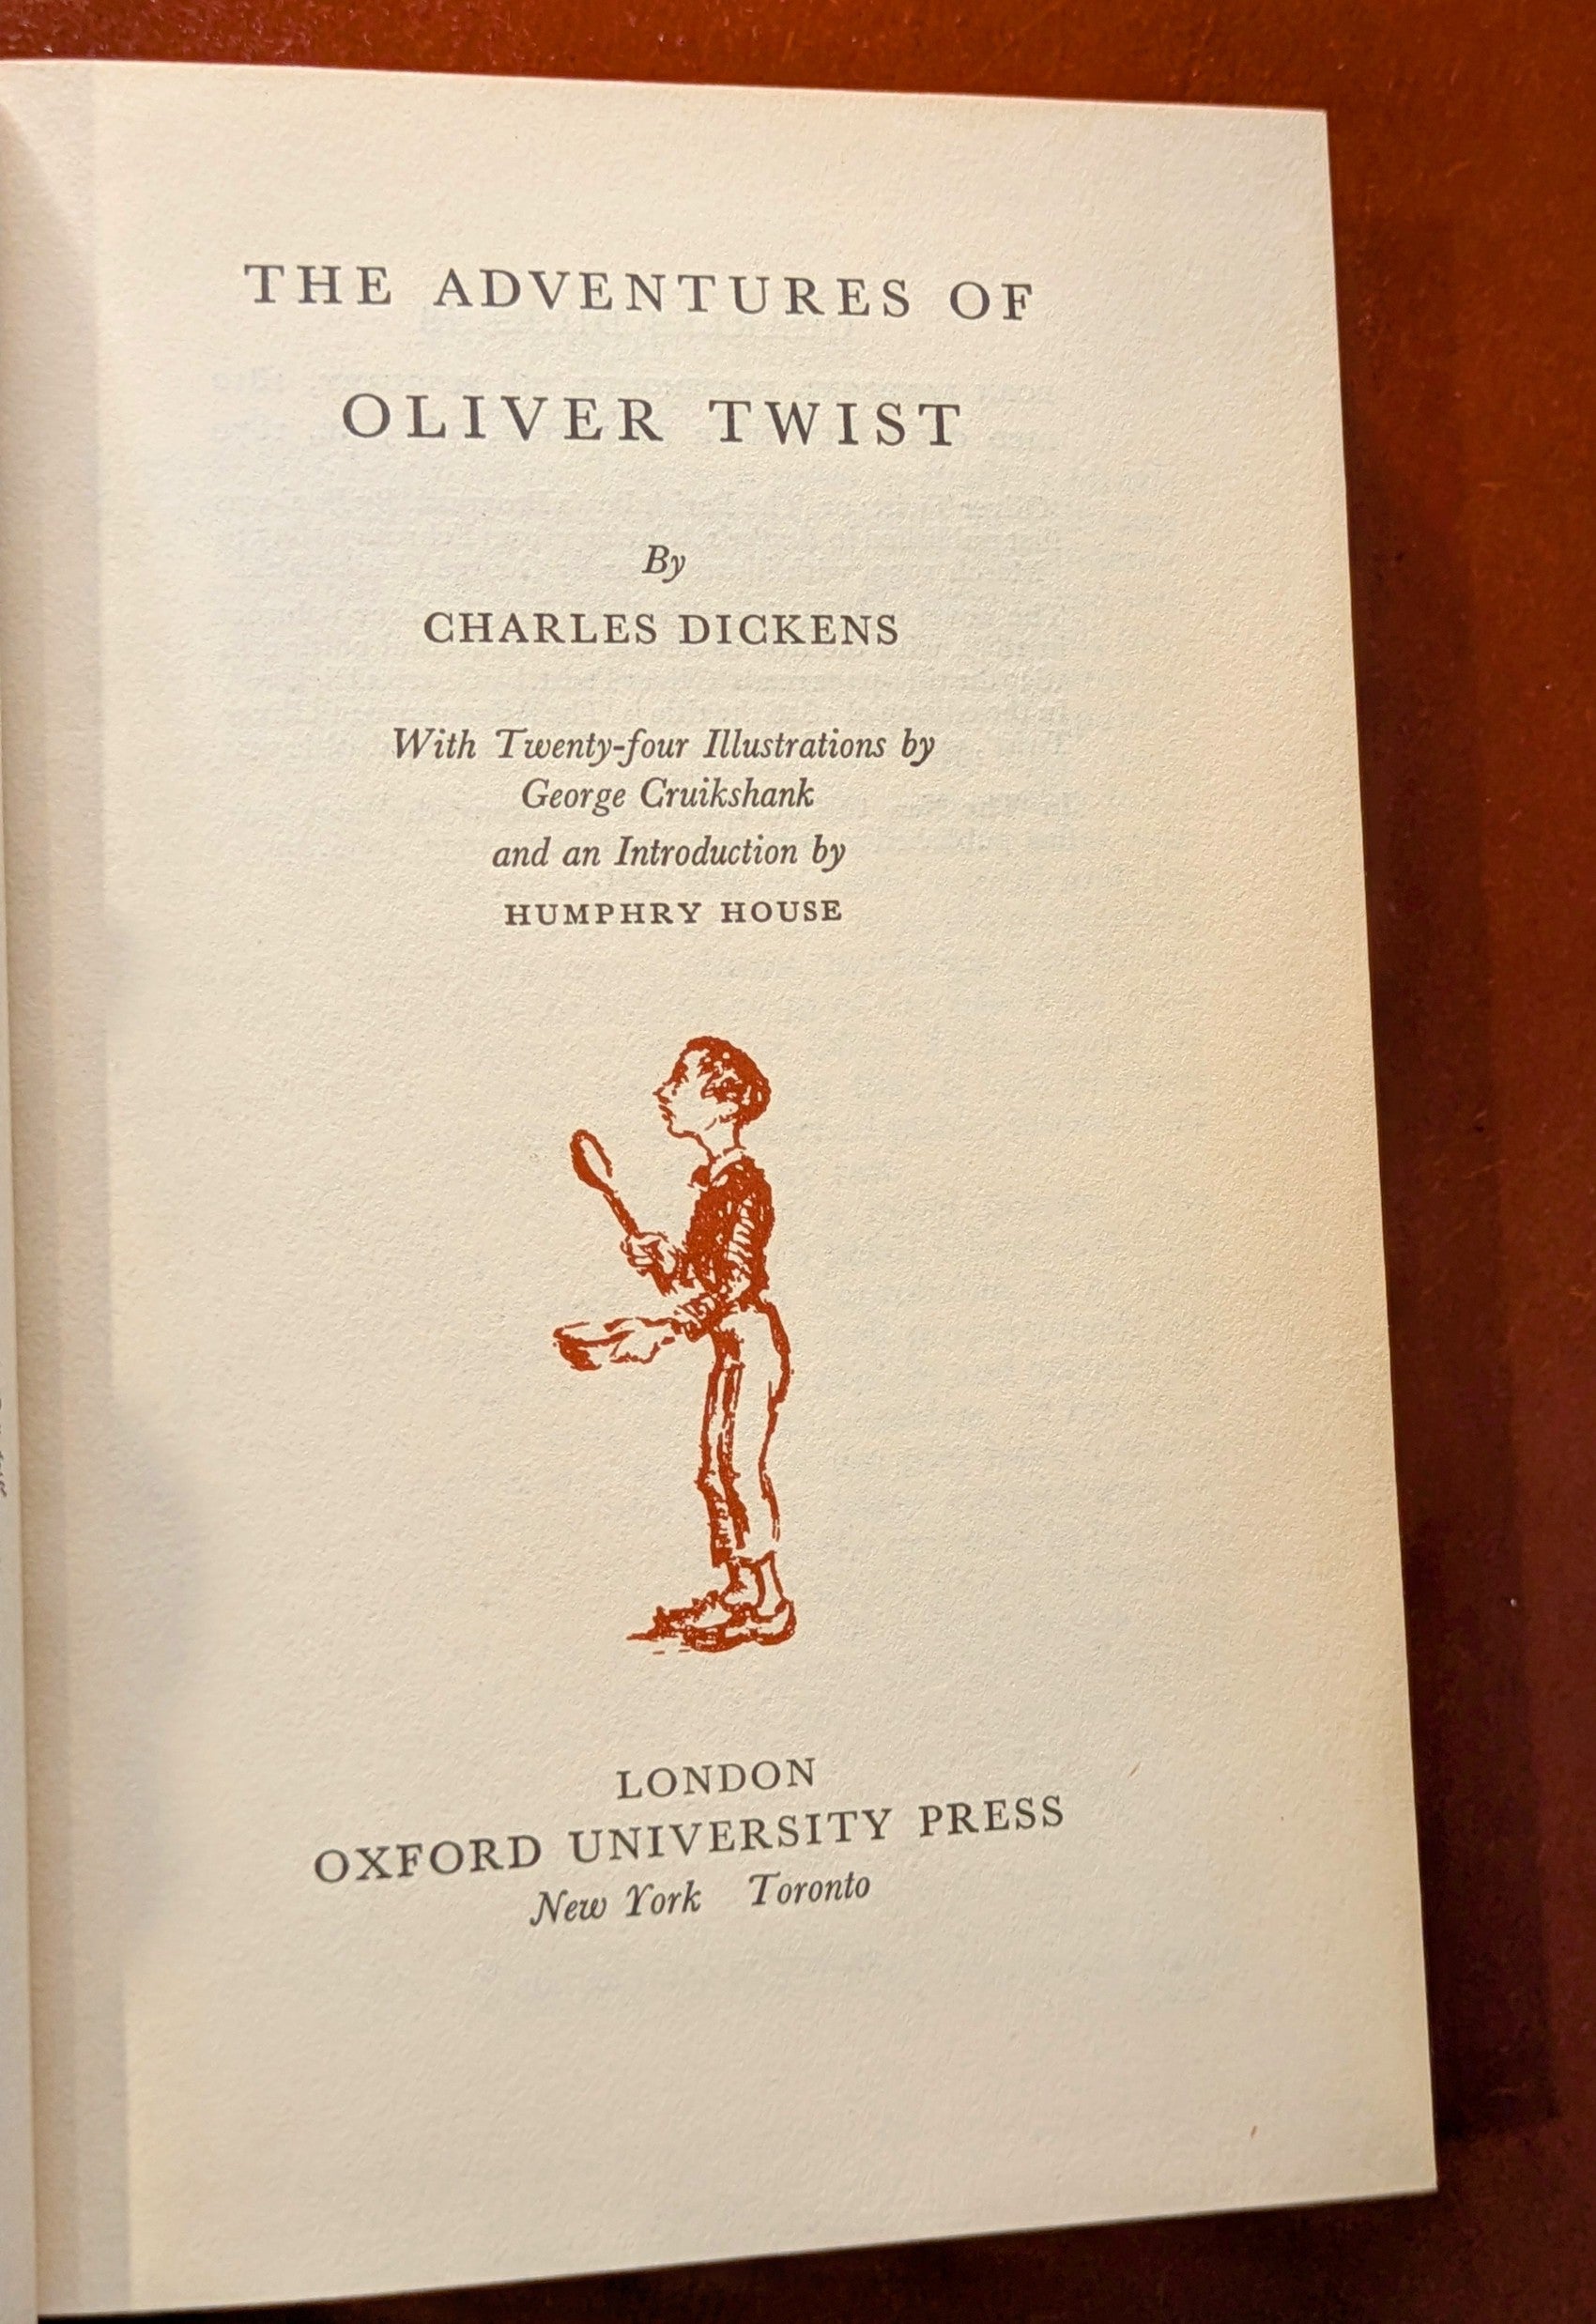 THE ADVENTURES OF
OLIVER TWIST
By
CHARLES DICKENS
With Twenty-four Illustrations by
George Cruikshank
and an Introduction by
HUMPHRY HOUSE
LONDON
OXFORD UNIVERSITY PRESS
New York Toronto